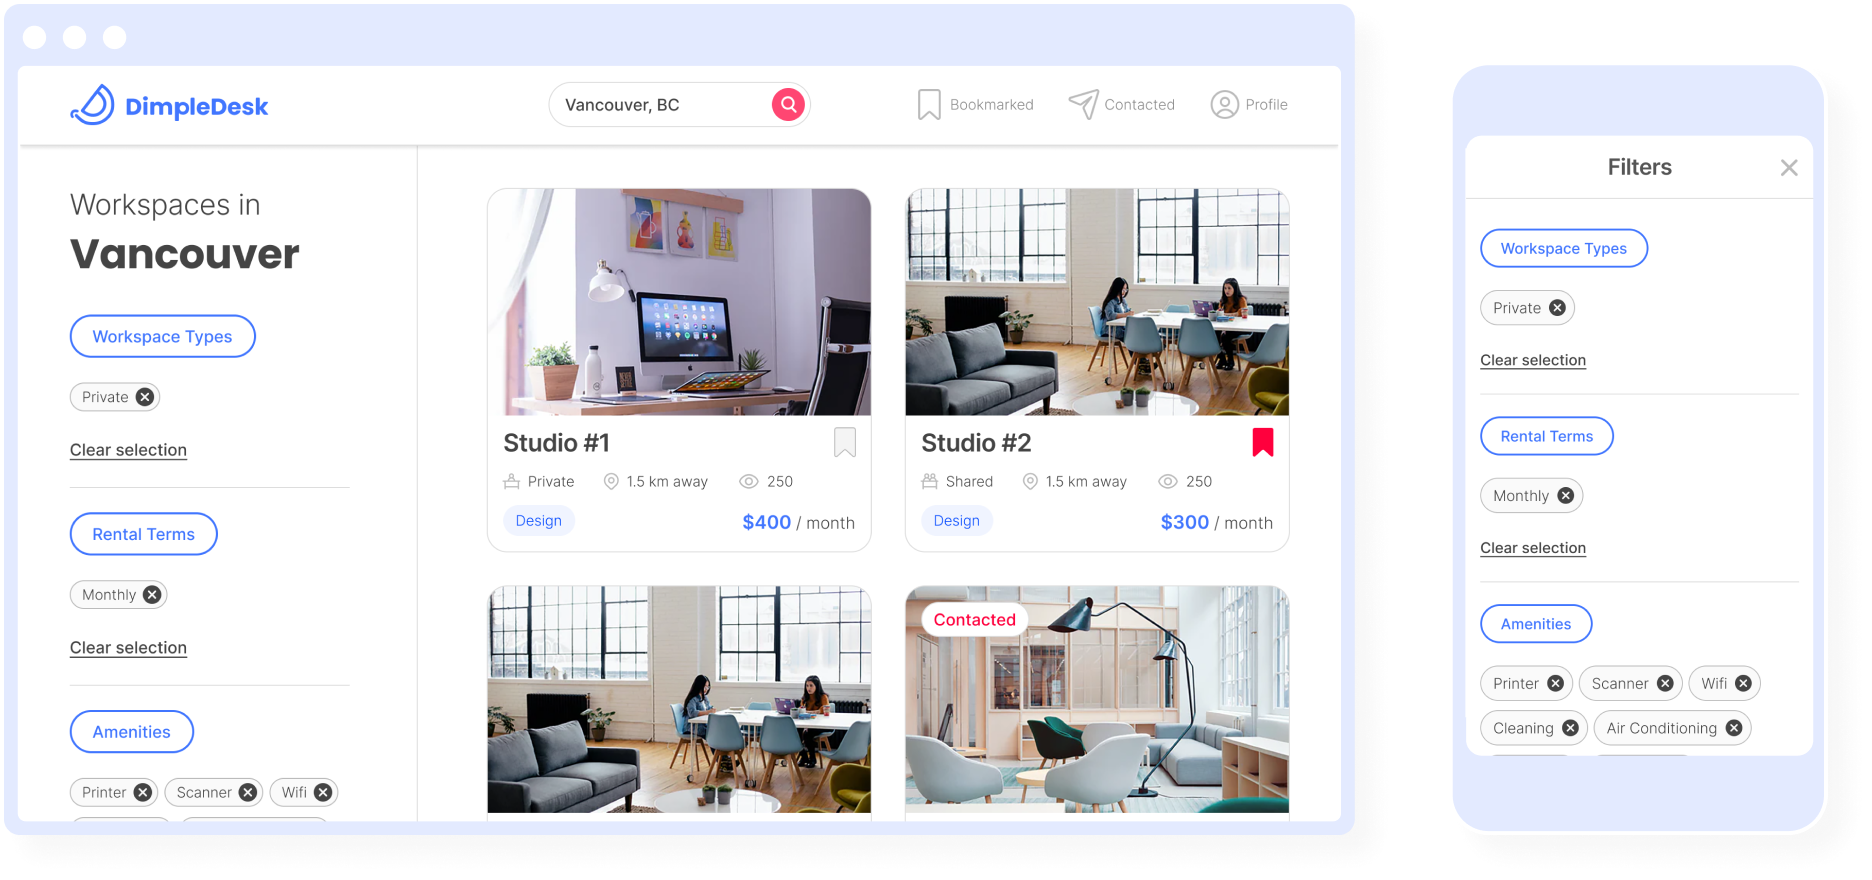 DimpleDesk
Vancouver, BC
Bookmarked
Contacted
Profile
Workspaces in
Vancouver
Workspace Types
Private
Clear selection
Rental Terms
Monthly
Clear selection
Amenities
Printer Scanner Wifi
Studio #1
Private 1.5 km away 250
Design $400 / month
Studio #2
Shared 1.5 km away 250
Design $300 / month
Contacted
Filters
Workspace Types
Private
Clear selection
Rental Terms
Monthly
Clear selection
Amenities
Printer Scanner Wifi
Cleaning Air Conditioning